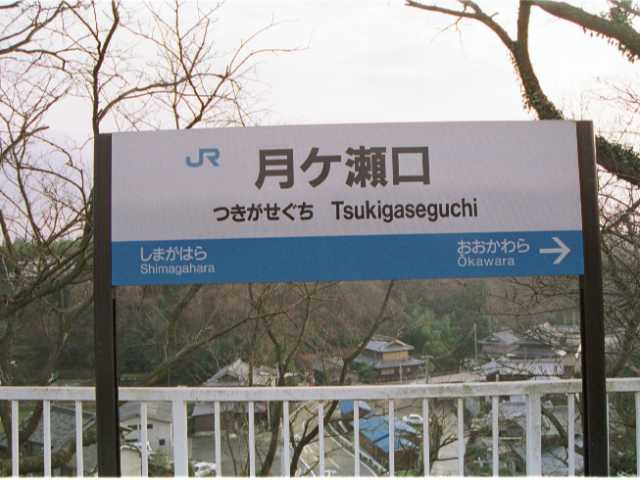 JR 月ケ瀬口
つきがせぐち Tsukigaseguchi
しまがはら おおかわら
Shimagahara Okawara